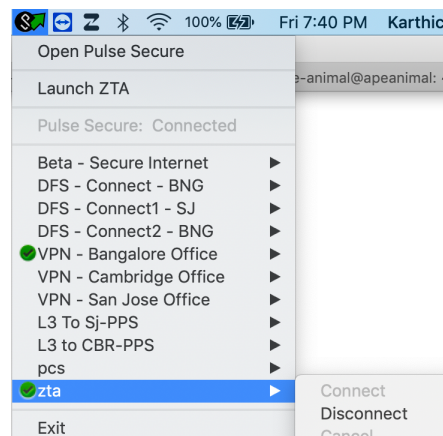 100% Fri 7:40 PM Karthic
Open Pulse Secure
e-animal@apeanimal:
Launch ZTA
Pulse Secure: Connected
Beta - Secure Internet
DFS - Connect - BNG
DFS - Connect1 - SJ
DFS - Connect2 - BNG
VPN - Bangalore Office
VPN - Cambridge Office
VPN - San Jose Office
L3 To Sj-PPS
L3 to CBR-PPS
pcs
zta
Connect
Disconnect
Cancel
Exit